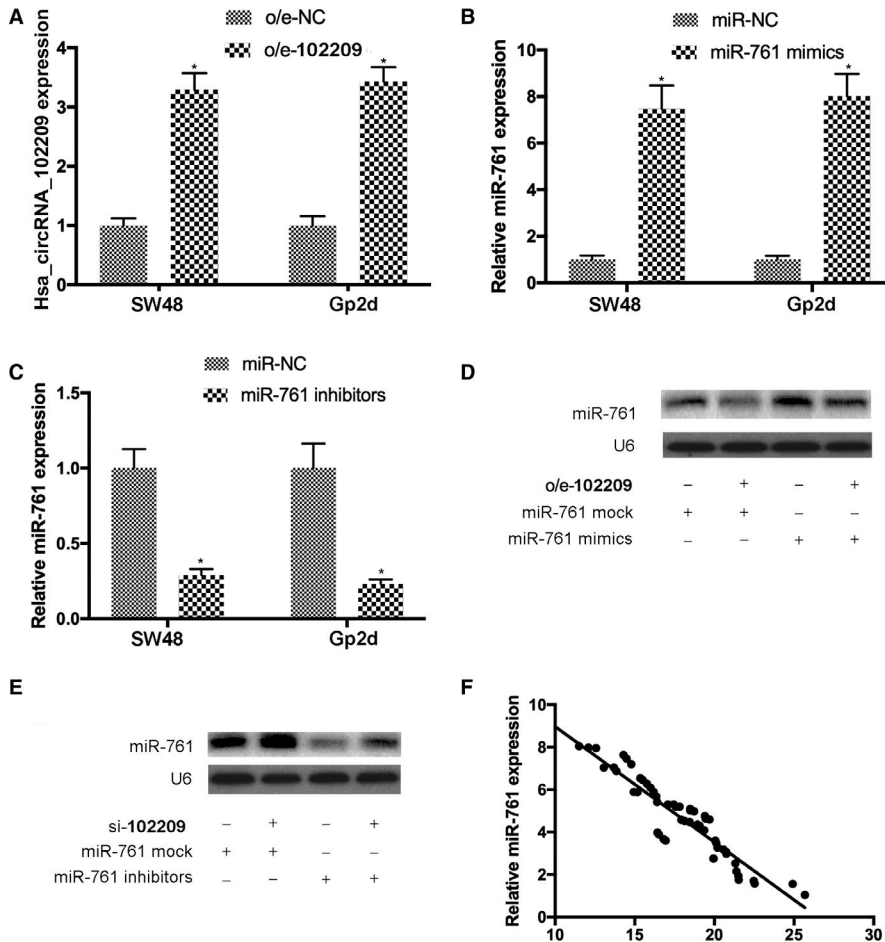 A
o/e-NC
o/e-102209
Hsa_circRNA_102209 expression
4
3
2
1
0
*
*
SW48
Gp2d
B
miR-NC
miR-761 mimics
Relative miR-761 expression
10
8
6
4
2
0
*
*
SW48
Gp2d
C
miR-NC
miR-761 inhibitors
Relative miR-761 expression
1.5
1.0
0.5
0.0
*
*
SW48
Gp2d
D
miR-761
U6
o/e-102209 – + – +
miR-761 mock + + – –
miR-761 mimics – – + +
E
miR-761
U6
si-102209 – + – +
miR-761 mock + + – –
miR-761 inhibitors – – + +
F
Relative miR-761 expression
10
8
6
4
2
0
10 15 20 25 30